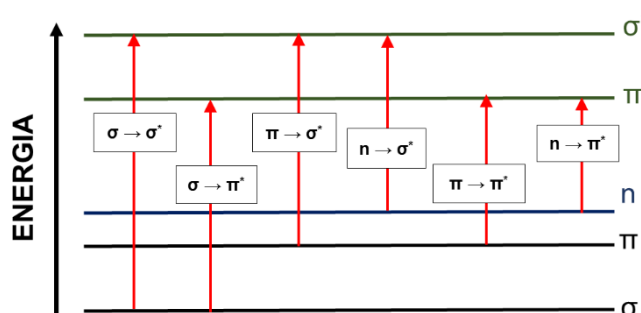 ENERGIA
σ
π
σ → σ*
π → σ*
n → σ*
n → π*
σ → π*
π → π*
n
π
σ